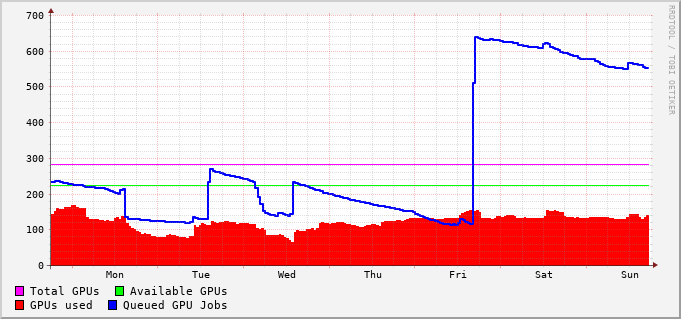 700
600
500
400
300
200
100
0
Mon Tue Wed Thu Fri Sat Sun
Total GPUs Available GPUs
GPUs used Queued GPU Jobs
RRDTOOL / TOBI OETIKER